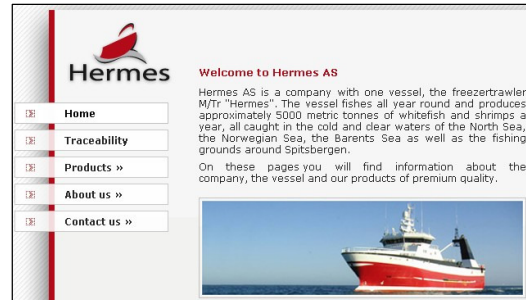 Hermes
Home
Traceability
Products »
About us »
Contact us »
Welcome to Hermes AS
Hermes AS is a company with one vessel, the freezertrawler
M/Tr "Hermes". The vessel fishes all year round and produces
approximately 5000 metric tonnes of whitefish and shrimps a
year, all caught in the cold and clear waters of the North Sea,
the Norwegian Sea, the Barents Sea as well as the fishing
grounds around Spitsbergen.
On these pages you will find information about the
company, the vessel and our products of premium quality.